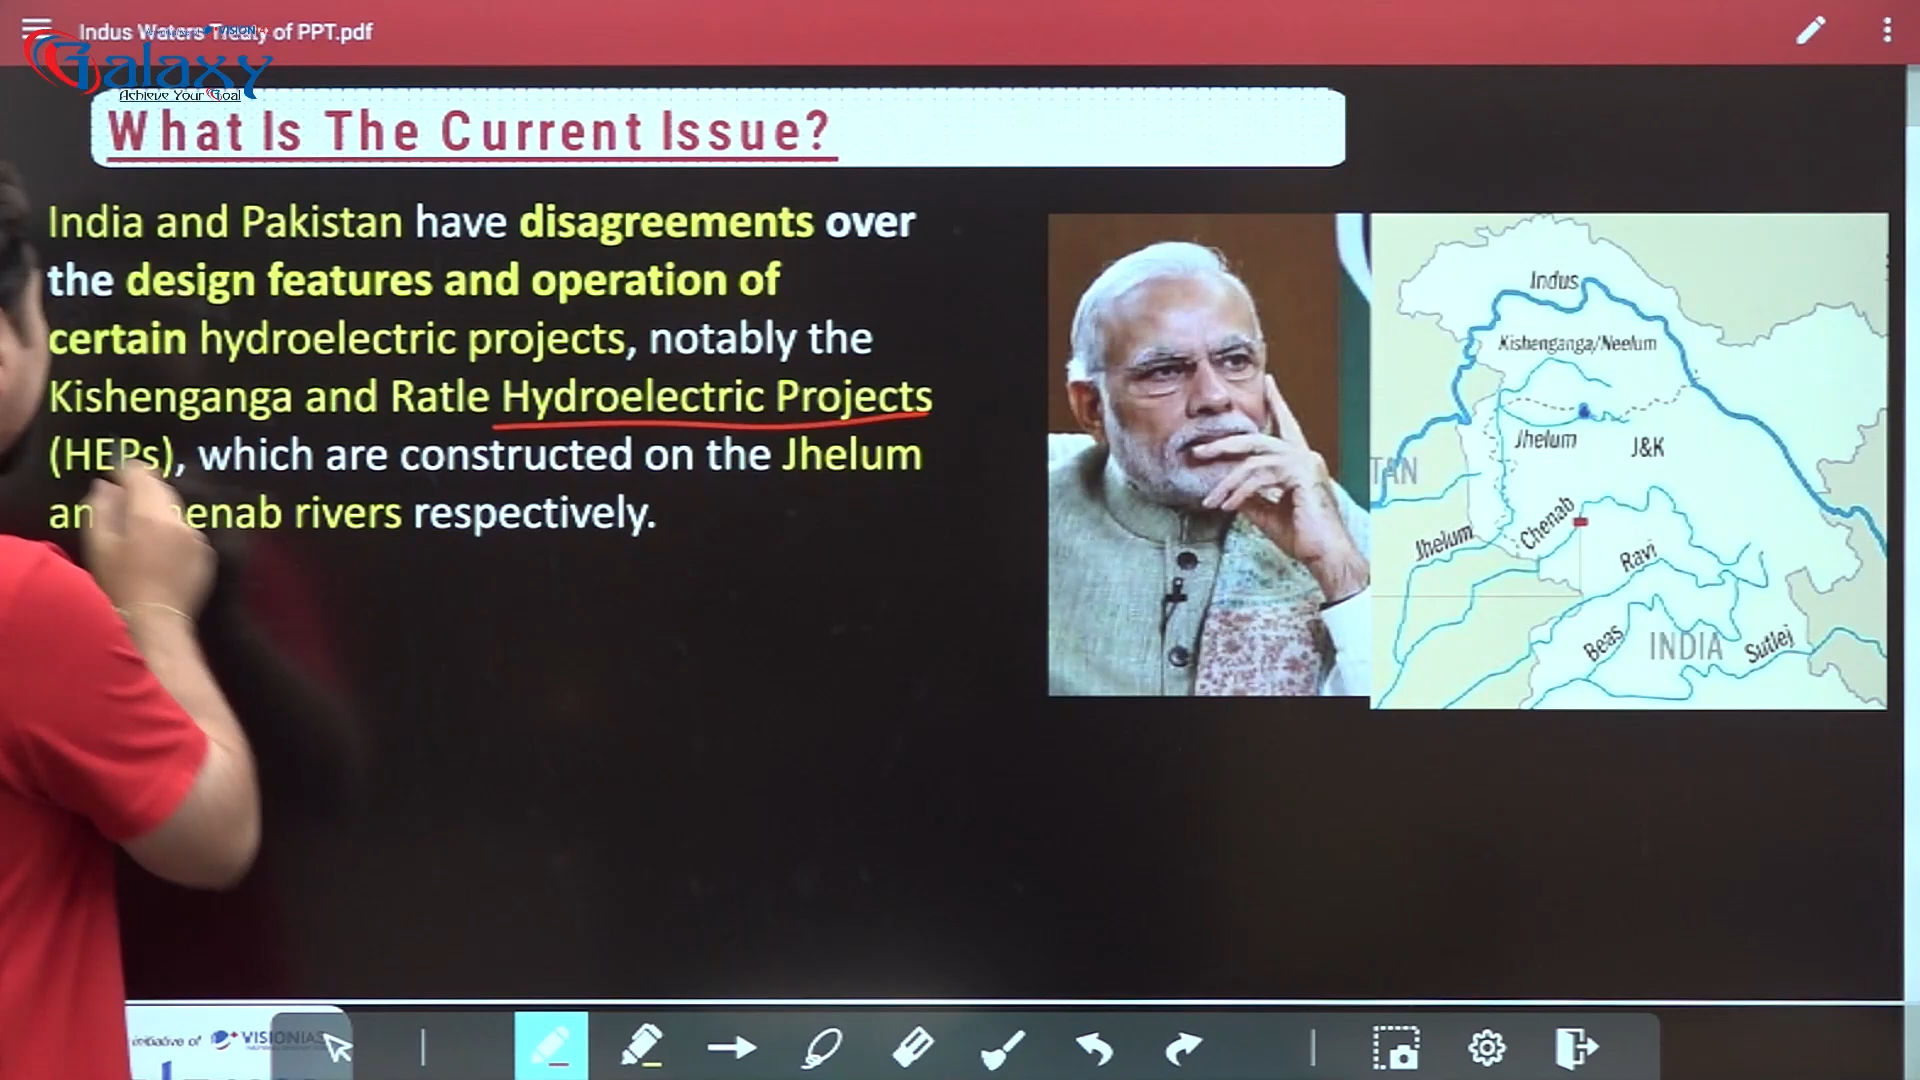 Indus Waters Treaty of PPT.pdf
Galaxy
Achieve Your Goal
What Is The Current Issue?
India and Pakistan have disagreements over
the design features and operation of
certain hydroelectric projects, notably the
Kishenganga and Ratle Hydroelectric Projects
(HEPs), which are constructed on the Jhelum
rivers respectively.
Indus
Kishenganga/Neelum
Jhelum
J&K
TAN
Jhelum
Chenab
Ravi
Beas
INDIA
Sutlej
initiative of VISIONIAS